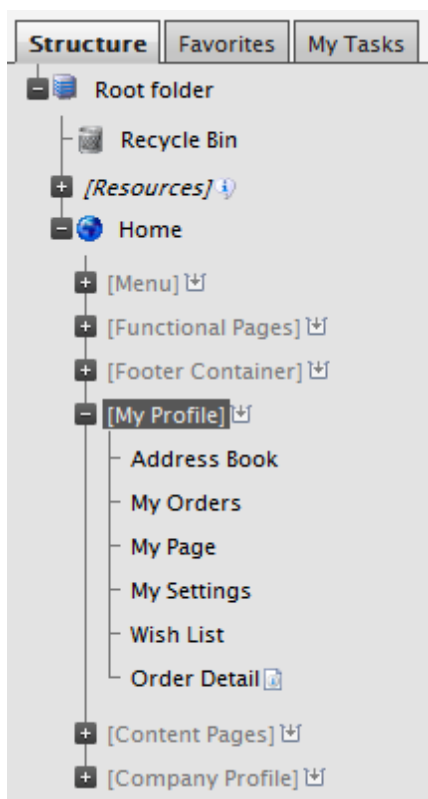 Structure Favorites My Tasks
Root folder
Recycle Bin
[Resources]
Home
[Menu]
[Functional Pages]
[Footer Container]
[My Profile]
Address Book
My Orders
My Page
My Settings
Wish List
Order Detail
[Content Pages]
[Company Profile]